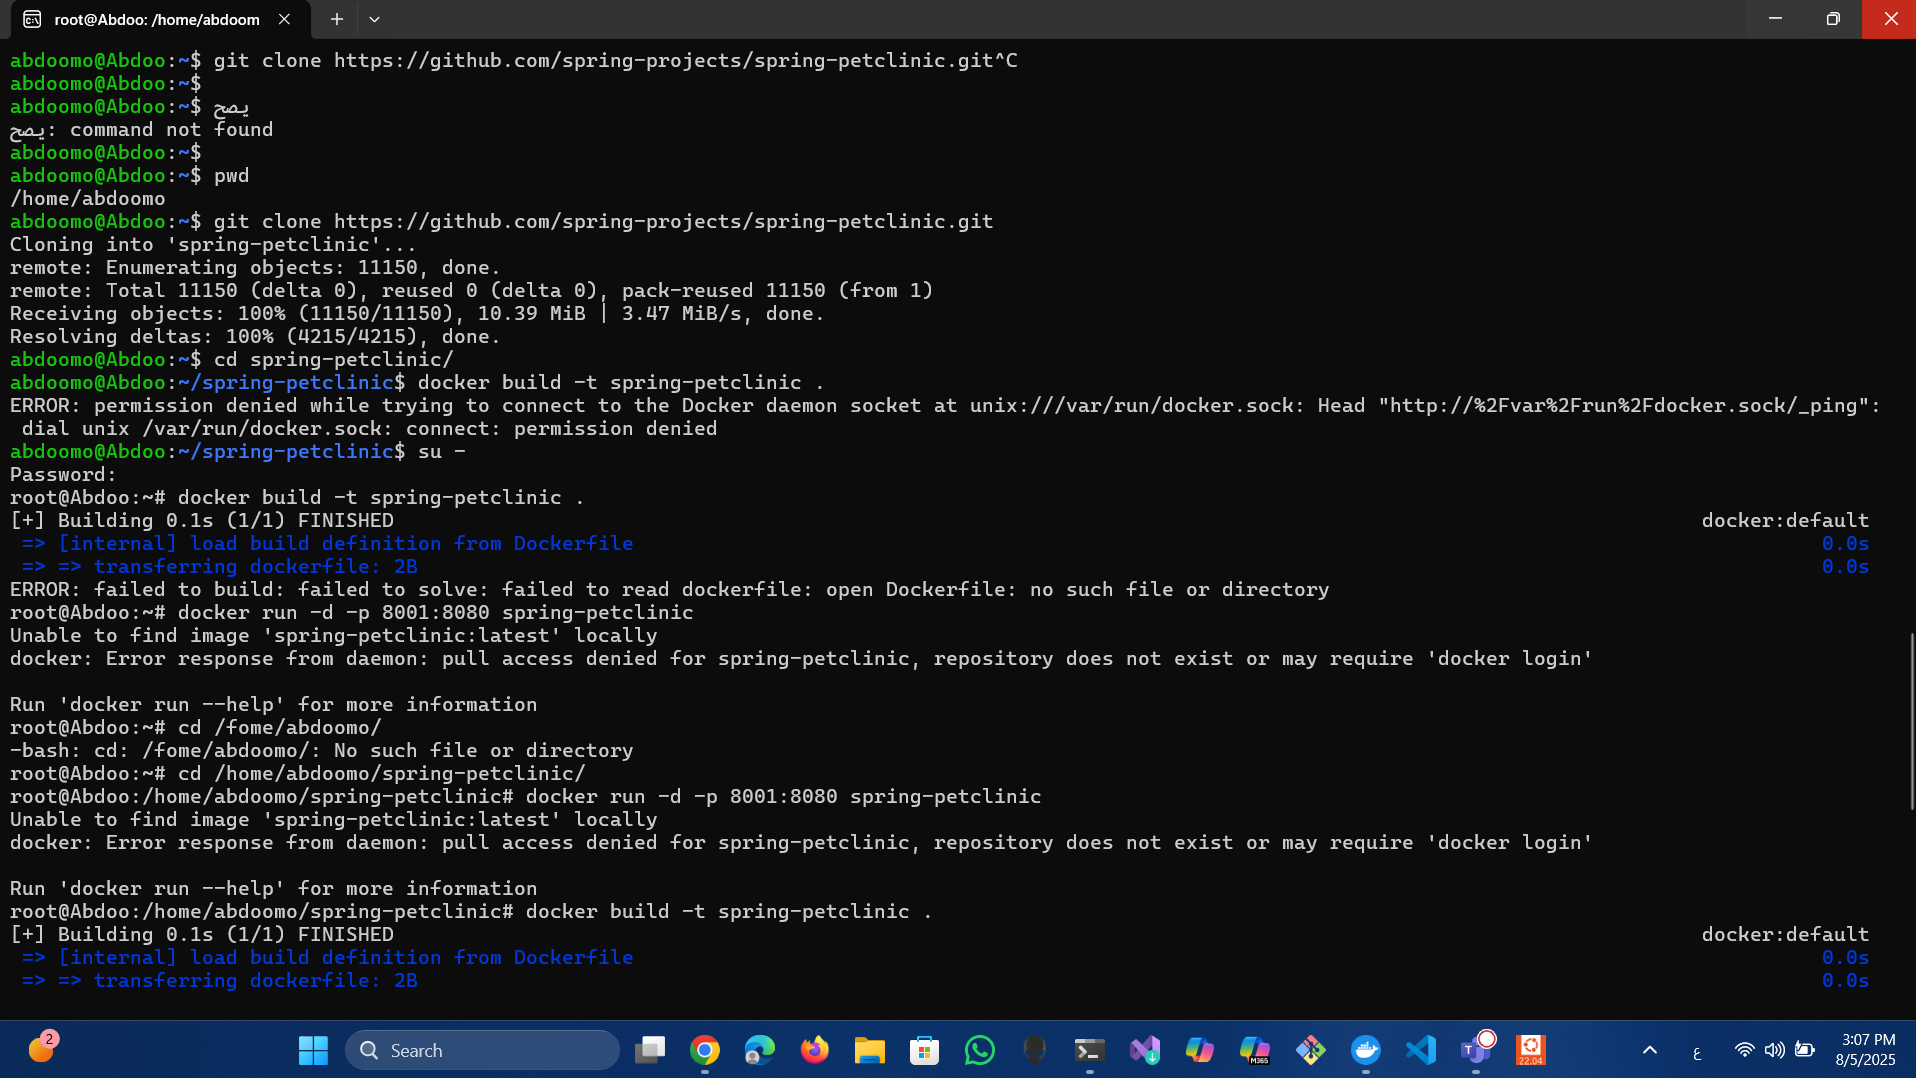 root@Abdoo: /home/abdoom
abdoomo@Abdoo:~$ git clone https://github.com/spring-projects/spring-petclinic.git^C
abdoomo@Abdoo:~$
abdoomo@Abdoo:~$ يصح
يصح: command not found
abdoomo@Abdoo:~$
abdoomo@Abdoo:~$ pwd
/home/abdoomo
abdoomo@Abdoo:~$ git clone https://github.com/spring-projects/spring-petclinic.git
Cloning into 'spring-petclinic'...
remote: Enumerating objects: 11150, done.
remote: Total 11150 (delta 0), reused 0 (delta 0), pack-reused 11150 (from 1)
Receiving objects: 100% (11150/11150), 10.39 MiB | 3.47 MiB/s, done.
Resolving deltas: 100% (4215/4215), done.
abdoomo@Abdoo:~$ cd spring-petclinic/
abdoomo@Abdoo:~/spring-petclinic$ docker build -t spring-petclinic .
ERROR: permission denied while trying to connect to the Docker daemon socket at unix:///var/run/docker.sock: Head "http://%2Fvar%2Frun%2Fdocker.sock/_ping":
dial unix /var/run/docker.sock: connect: permission denied
abdoomo@Abdoo:~/spring-petclinic$ su -
Password:
root@Abdoo:~# docker build -t spring-petclinic .
[+] Building 0.1s (1/1) FINISHED docker:default
=> [internal] load build definition from Dockerfile 0.0s
=> => transferring dockerfile: 2B 0.0s
ERROR: failed to build: failed to solve: failed to read dockerfile: open Dockerfile: no such file or directory
root@Abdoo:~# docker run -d -p 8001:8080 spring-petclinic
Unable to find image 'spring-petclinic:latest' locally
docker: Error response from daemon: pull access denied for spring-petclinic, repository does not exist or may require 'docker login'
Run 'docker run --help' for more information
root@Abdoo:~# cd /fome/abdoomo/
-bash: cd: /fome/abdoomo/: No such file or directory
root@Abdoo:~# cd /home/abdoomo/spring-petclinic/
root@Abdoo:/home/abdoomo/spring-petclinic# docker run -d -p 8001:8080 spring-petclinic
Unable to find image 'spring-petclinic:latest' locally
docker: Error response from daemon: pull access denied for spring-petclinic, repository does not exist or may require 'docker login'
Run 'docker run --help' for more information
root@Abdoo:/home/abdoomo/spring-petclinic# docker build -t spring-petclinic .
[+] Building 0.1s (1/1) FINISHED docker:default
=> [internal] load build definition from Dockerfile 0.0s
=> => transferring dockerfile: 2B 0.0s
2
Search
M365
22.04
ع
3:07 PM
8/5/2025